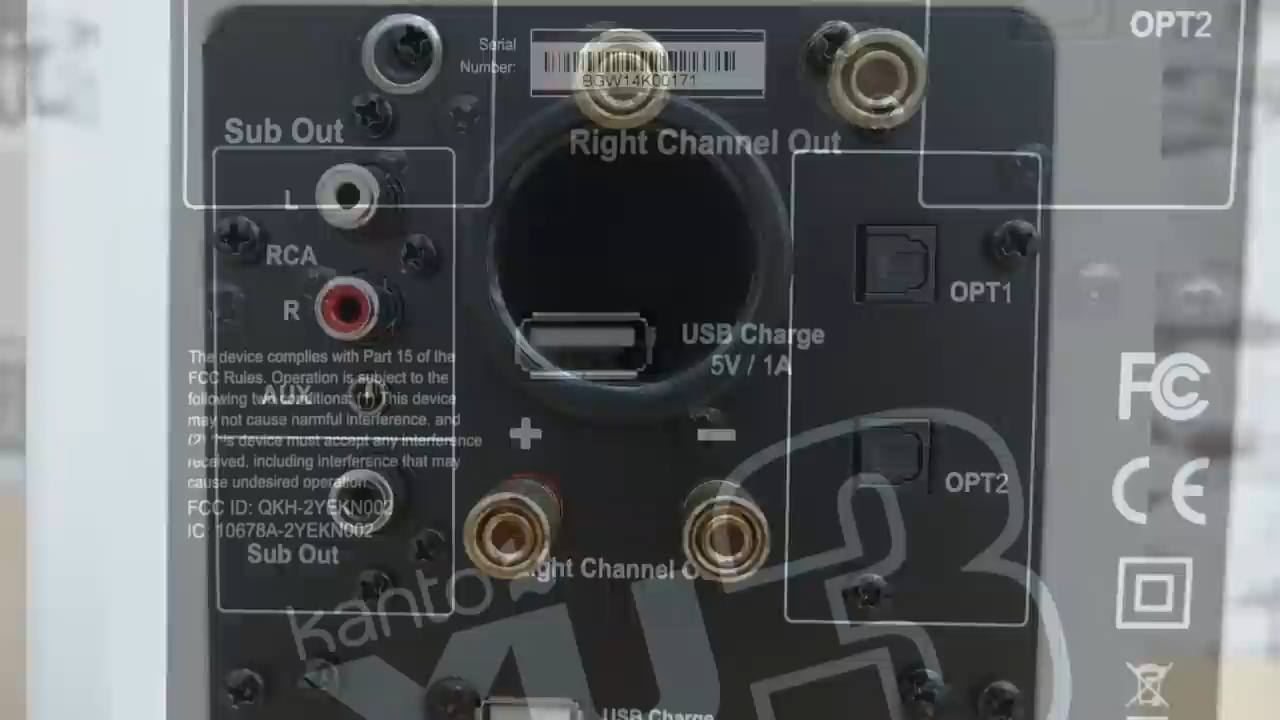 OPT2
Serial
Number:
BGW14K00171
Sub Out
Right Channel Out
L
RCA
R
OPT1
USB Charge
5V / 1A
The device complies with Part 15 of the
FCC Rules. Operation is subject to the
following two conditions: This device
may not cause harmful interference, and
(2) this device must accept any interference
received, including interference that may
cause undesired operation
AUX
FC
CE
+
-
OPT2
FCC ID: QKH-2YEKN002
IC: 10678A-2YEKN002
Sub Out
Right Channel
kanto
YU3
USB Charge